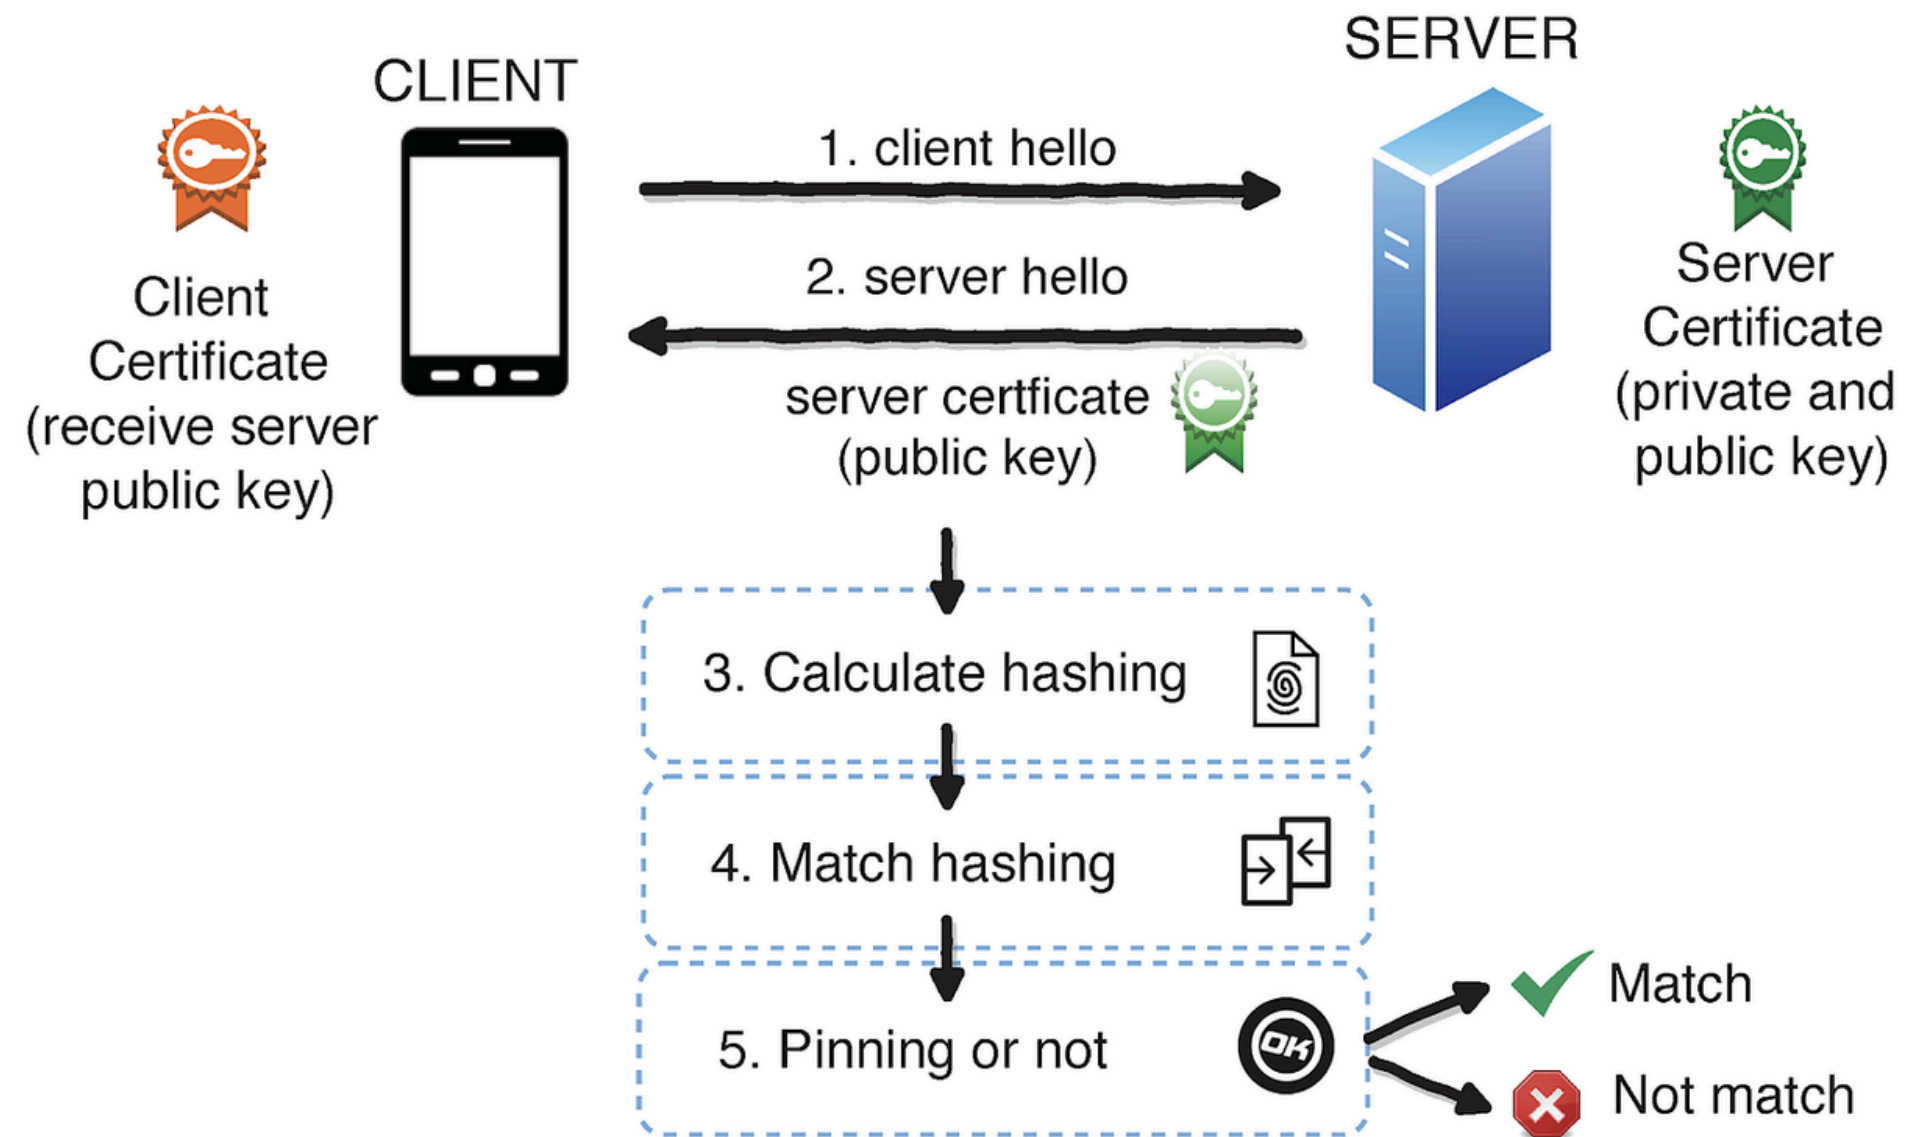 CLIENT
SERVER
1. client hello
2. server hello
server certficate
(public key)
Client
Certificate
(receive server
public key)
Server
Certificate
(private and
public key)
3. Calculate hashing
4. Match hashing
5. Pinning or not
OK
Match
Not match